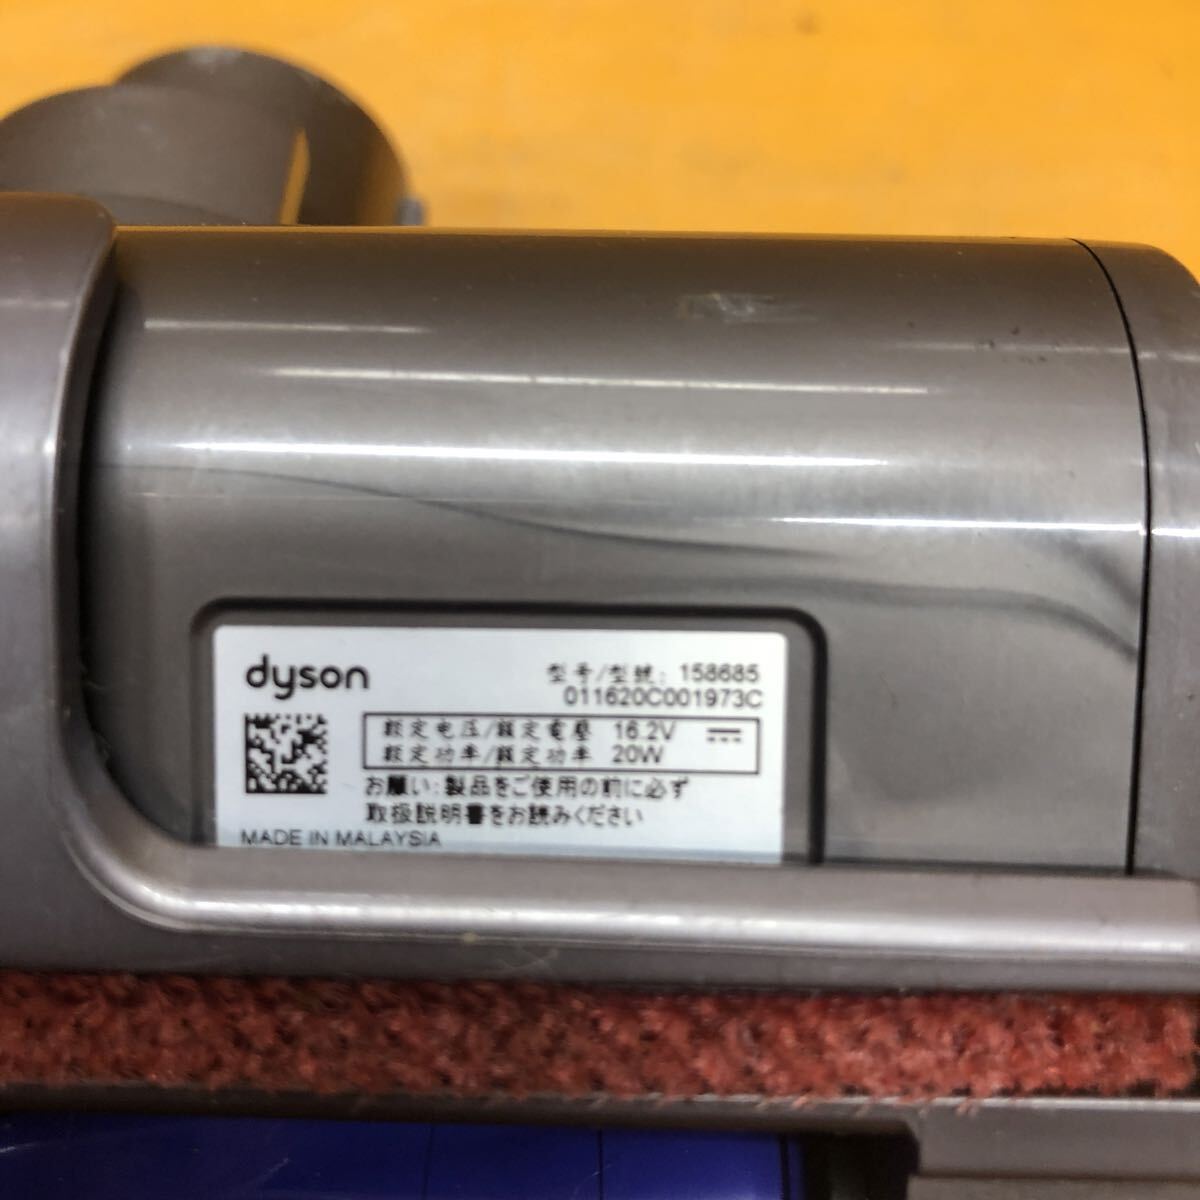 dyson
型号/型號: 158685
011620C001973C
额定电压/額定電壓 16.2V
额定功率/額定功率 20W
お願い:製品をご使用の前に必ず
取扱説明書をお読みください
MADE IN MALAYSIA